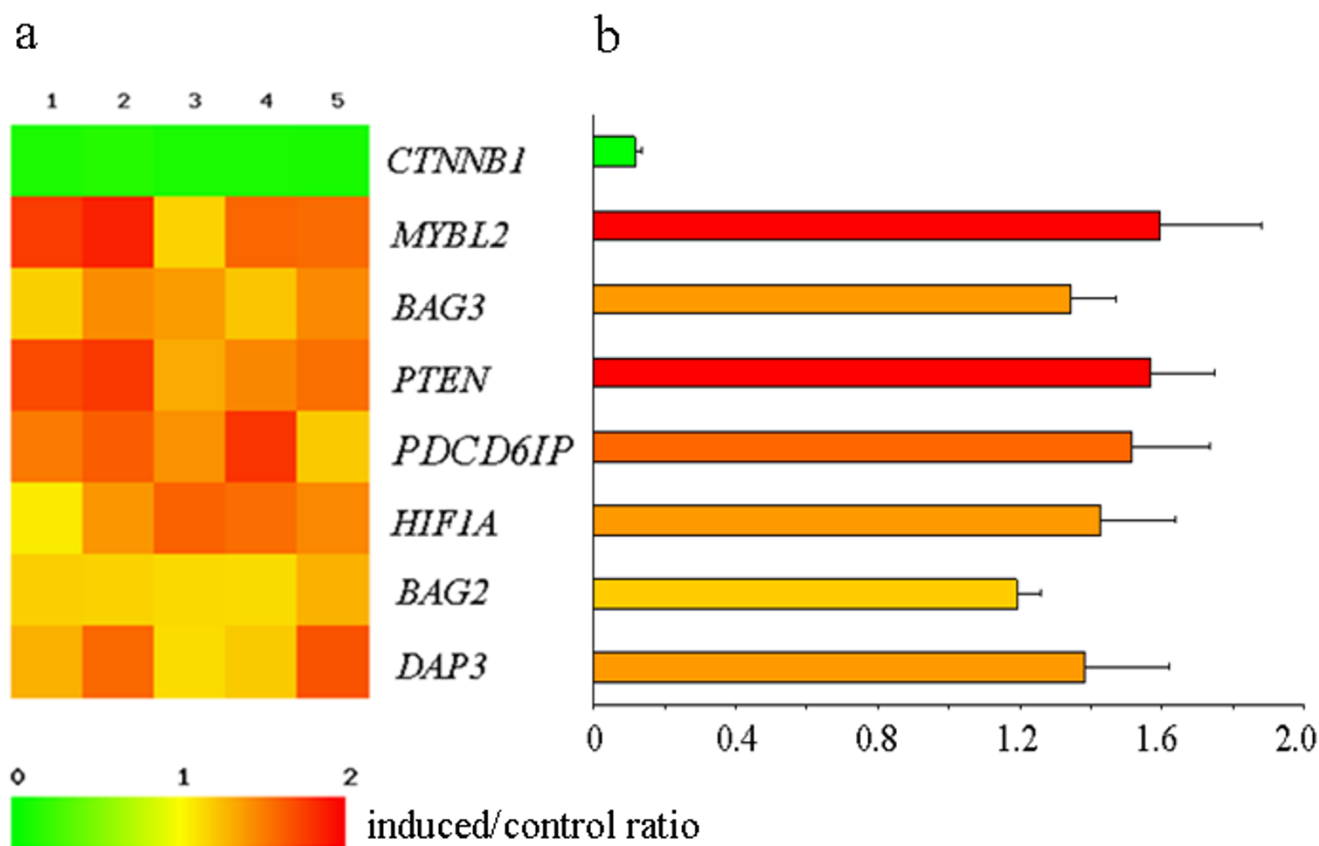 a
b
1 2 3 4 5
CTNNB1
MYBL2
BAG3
PTEN
PDCD6IP
HIF1A
BAG2
DAP3
0 0.4 0.8 1.2 1.6 2.0
0 1 2
induced/control ratio